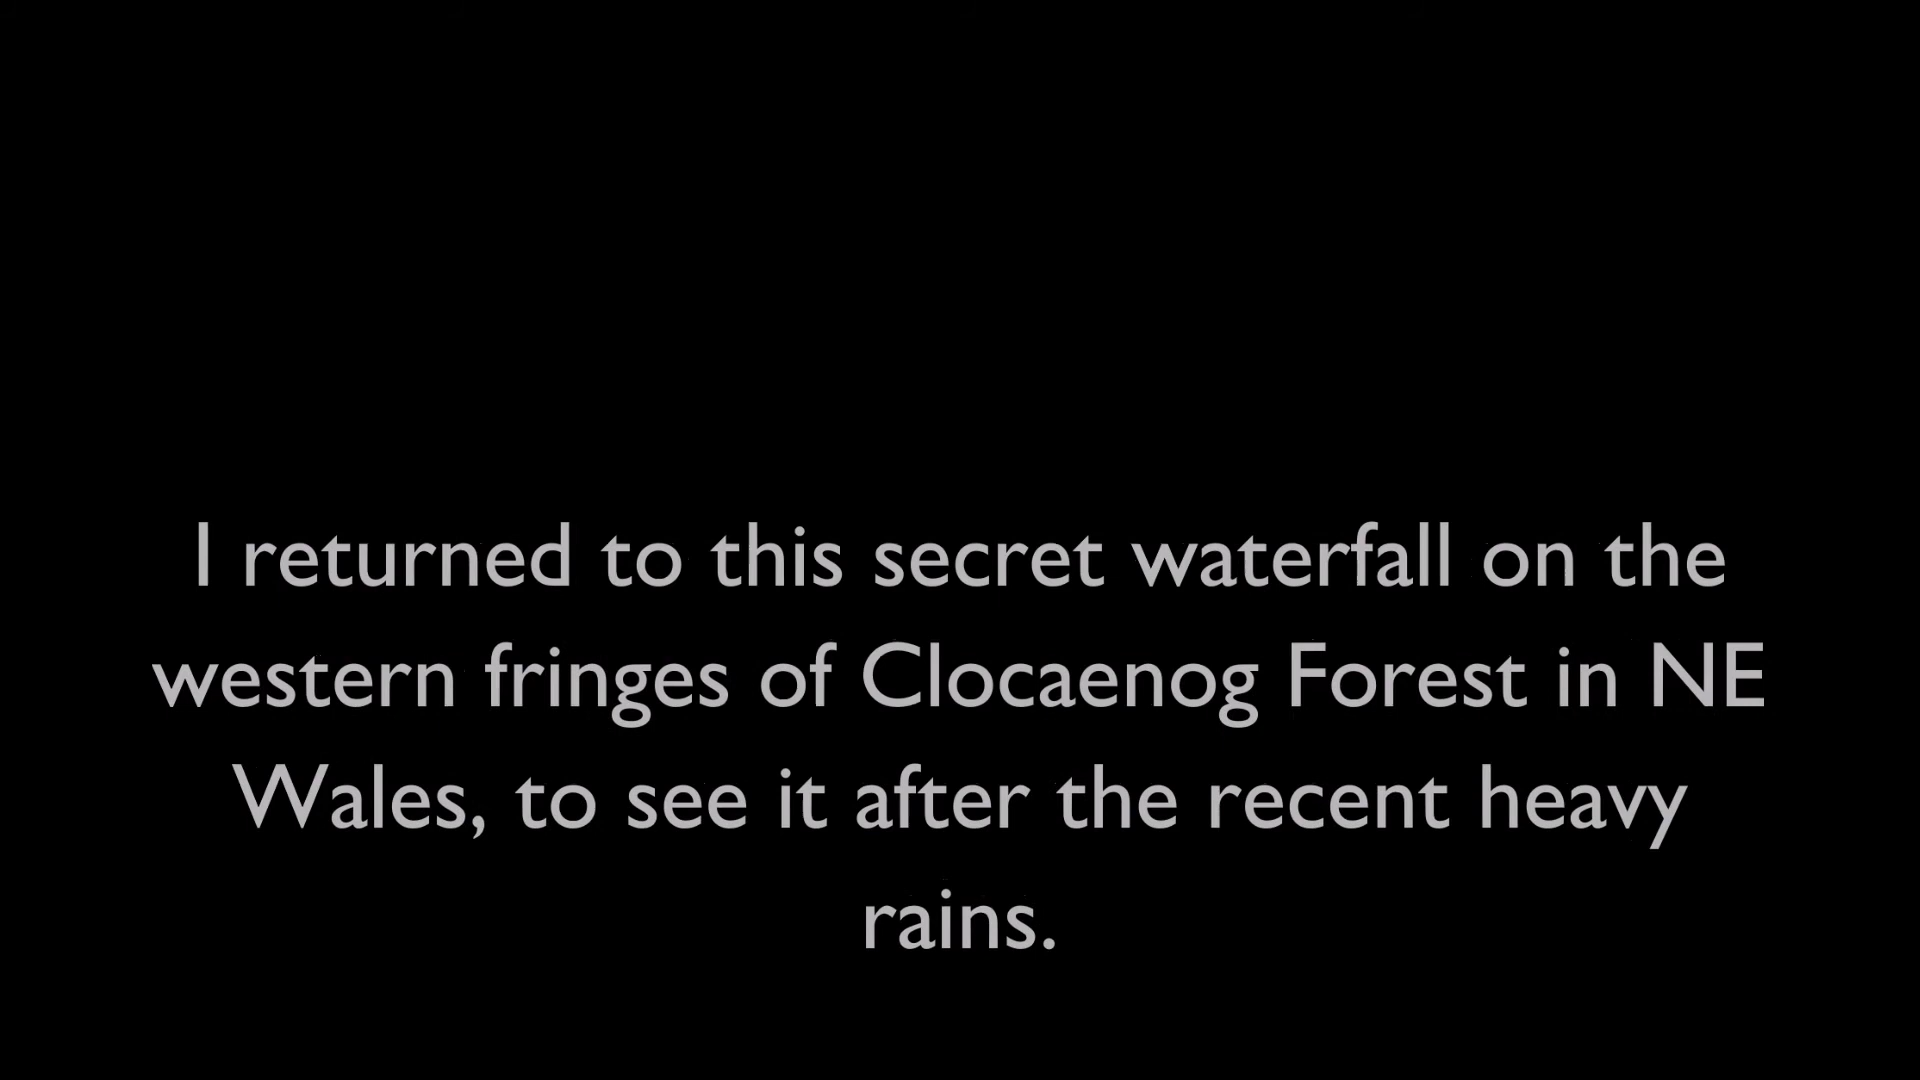 I returned to this secret waterfall on the
western fringes of Clocaenog Forest in NE
Wales, to see it after the recent heavy
rains.